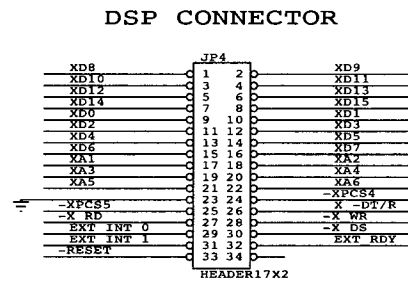 DSP CONNECTOR
JP4
XD8 1 2 XD9
XD10 3 4 XD11
XD12 5 6 XD13
XD14 7 8 XD15
XD0 9 10 XD1
XD2 11 12 XD3
XD4 13 14 XD5
XD6 15 16 XD7
XA1 17 18 XA2
XA3 19 20 XA4
XA5 21 22 XA6
23 24 -XPCS4
-XPCS5 25 26 X -DT/R
-X RD 27 28 -X WR
EXT INT 0 29 30 -X DS
EXT INT 1 31 32 EXT RDY
-RESET 33 34
HEADER17X2